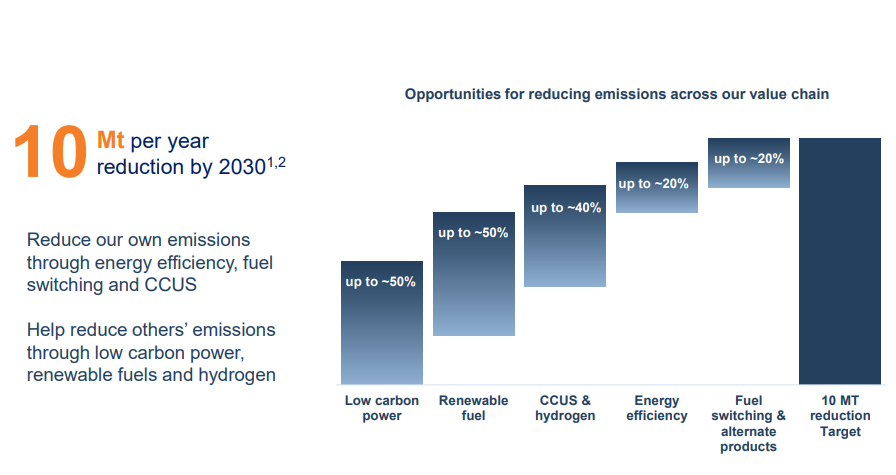 Opportunities for reducing emissions across our value chain
10 Mt per year
reduction by 2030¹,²
Reduce our own emissions
through energy efficiency, fuel
switching and CCUS
Help reduce others’ emissions
through low carbon power,
renewable fuels and hydrogen
up to ~50%
up to ~50%
up to ~40%
up to ~20%
up to ~20%
Low carbon
power
Renewable
fuel
CCUS &
hydrogen
Energy
efficiency
Fuel
switching &
alternate
products
10 MT
reduction
Target